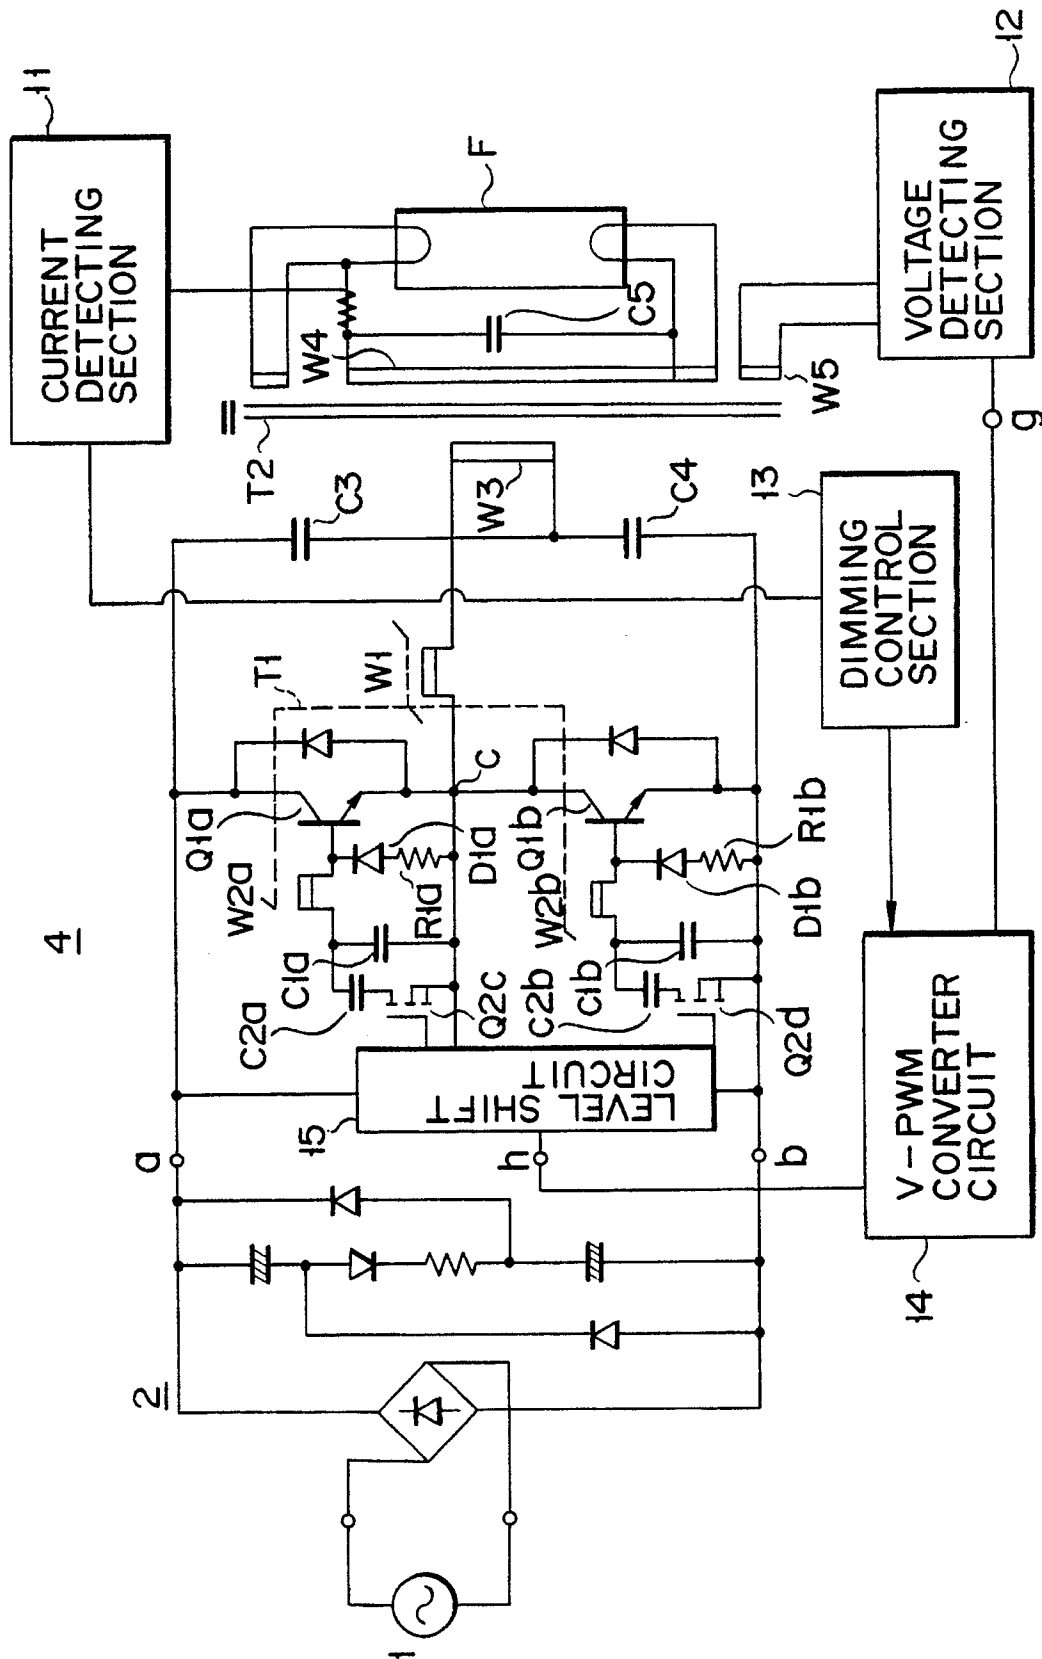 11
CURRENT
DETECTING
SECTION
F
12
VOLTAGE
DETECTING
SECTION
W4
C5
W5
g
T2
C3
W3
C4
13
DIMMING
CONTROL
SECTION
T1
W1
C
Q1a
W2a
D1a
R1a
Q1b
W2b
R1b
D1b
4
C1a
C2a
Q2c
C1b
C2b
Q2d
15
LEVEL SHIFT
CIRCUIT
a
h
b
V-PWM
CONVERTER
CIRCUIT
14
2
1